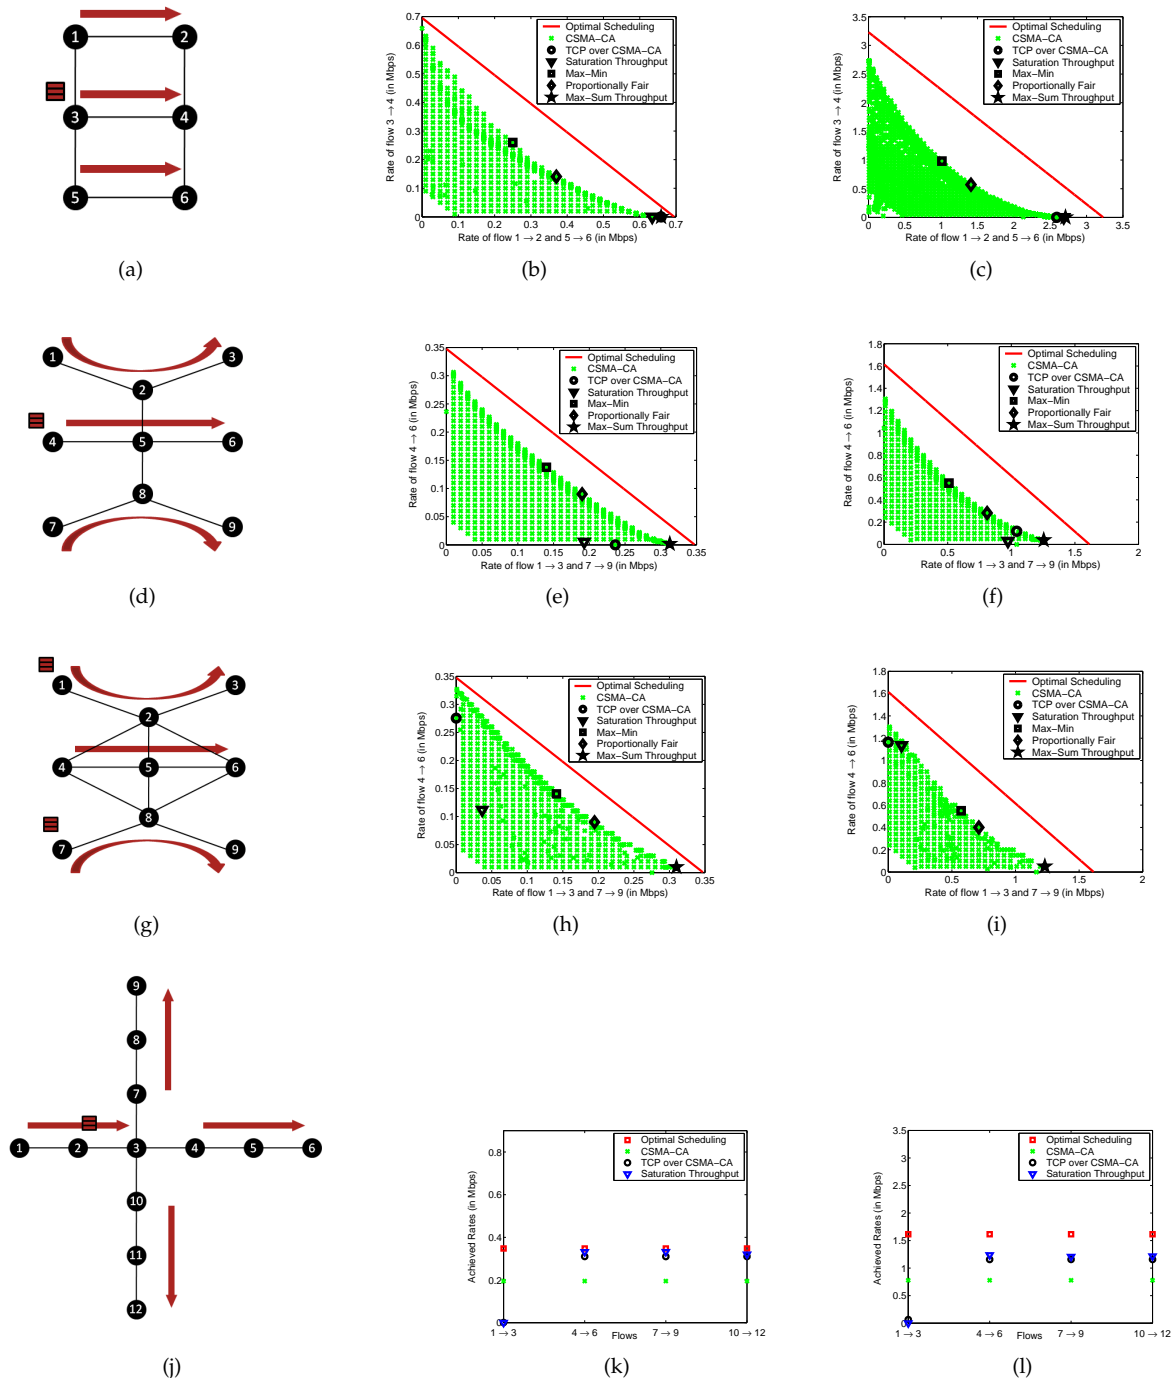 1
2
3
4
5
6
(a)
0.7
0.6
0.5
0.4
0.3
0.2
0.1
0
Rate of flow 3 → 4 (in Mbps)
Optimal Scheduling
CSMA−CA
TCP over CSMA−CA
Saturation Throughput
Max−Min
Proportionally Fair
Max−Sum Throughput
0 0.1 0.2 0.3 0.4 0.5 0.6 0.7
Rate of flow 1 → 2 and 5 → 6 (in Mbps)
(b)
3.5
3
2.5
2
1.5
1
0.5
0
Rate of flow 3 → 4 (in Mbps)
Optimal Scheduling
CSMA−CA
TCP over CSMA−CA
Saturation Throughput
Max−Min
Proportionally Fair
Max−Sum Throughput
0 0.5 1 1.5 2 2.5 3 3.5
Rate of flow 1 → 2 and 5 → 6 (in Mbps)
(c)
1
3
2
4
5
6
8
7
9
(d)
0.35
0.3
0.25
0.2
0.15
0.1
0.05
0
Rate of flow 4 → 6 (in Mbps)
Optimal Scheduling
CSMA−CA
TCP over CSMA−CA
Saturation Throughput
Max−Min
Proportionally Fair
Max−Sum Throughput
0 0.05 0.1 0.15 0.2 0.25 0.3 0.35
Rate of flow 1 → 3 and 7 → 9 (in Mbps)
(e)
1.8
1.6
1.4
1.2
1
0.8
0.6
0.4
0.2
0
Rate of flow 4 → 6 (in Mbps)
Optimal Scheduling
CSMA−CA
TCP over CSMA−CA
Saturation Throughput
Max−Min
Proportionally Fair
Max−Sum Throughput
0 0.5 1 1.5 2
Rate of flow 1 → 3 and 7 → 9 (in Mbps)
(f)
1
3
2
4
5
6
8
7
9
(g)
0.35
0.3
0.25
0.2
0.15
0.1
0.05
0
Rate of flow 4 → 6 (in Mbps)
Optimal Scheduling
CSMA−CA
TCP over CSMA−CA
Saturation Throughput
Max−Min
Proportionally Fair
Max−Sum Throughput
0 0.05 0.1 0.15 0.2 0.25 0.3 0.35
Rate of flow 1 → 3 and 7 → 9 (in Mbps)
(h)
1.8
1.6
1.4
1.2
1
0.8
0.6
0.4
0.2
0
Rate of flow 4 → 6 (in Mbps)
Optimal Scheduling
CSMA−CA
TCP over CSMA−CA
Saturation Throughput
Max−Min
Proportionally Fair
Max−Sum Throughput
0 0.5 1 1.5 2
Rate of flow 1 → 3 and 7 → 9 (in Mbps)
(i)
9
8
7
1
2
3
4
5
6
10
11
12
(j)
0.8
0.6
0.4
0.2
0
Achieved Rates (in Mbps)
Optimal Scheduling
CSMA−CA
TCP over CSMA−CA
Saturation Throughput
1 → 3 4 → 6 7 → 9 10 → 12
Flows
(k)
3.5
3
2.5
2
1.5
1
0.5
0
Achieved Rates (in Mbps)
Optimal Scheduling
CSMA−CA
TCP over CSMA−CA
Saturation Throughput
1 → 3 4 → 6 7 → 9 10 → 12
Flows
(l)